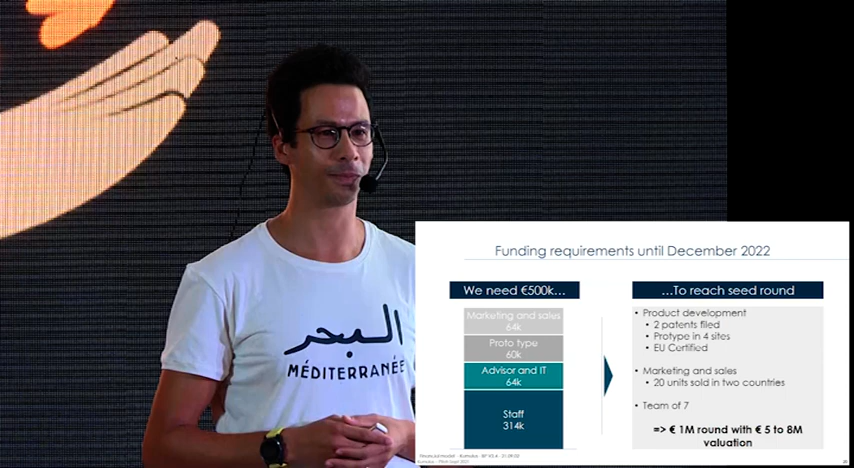 البحر
MÉDITERRANÉE
Funding requirements until December 2022
We need €500k...
Marketing and sales
64k
Proto type
60k
Advisor and IT
64k
Staff
314k
...To reach seed round
• Product development
• 2 patents filed
• Protype in 4 sites
• EU Certified
• Marketing and sales
• 20 units sold in two countries
• Team of 7
=> € 1M round with € 5 to 8M
valuation